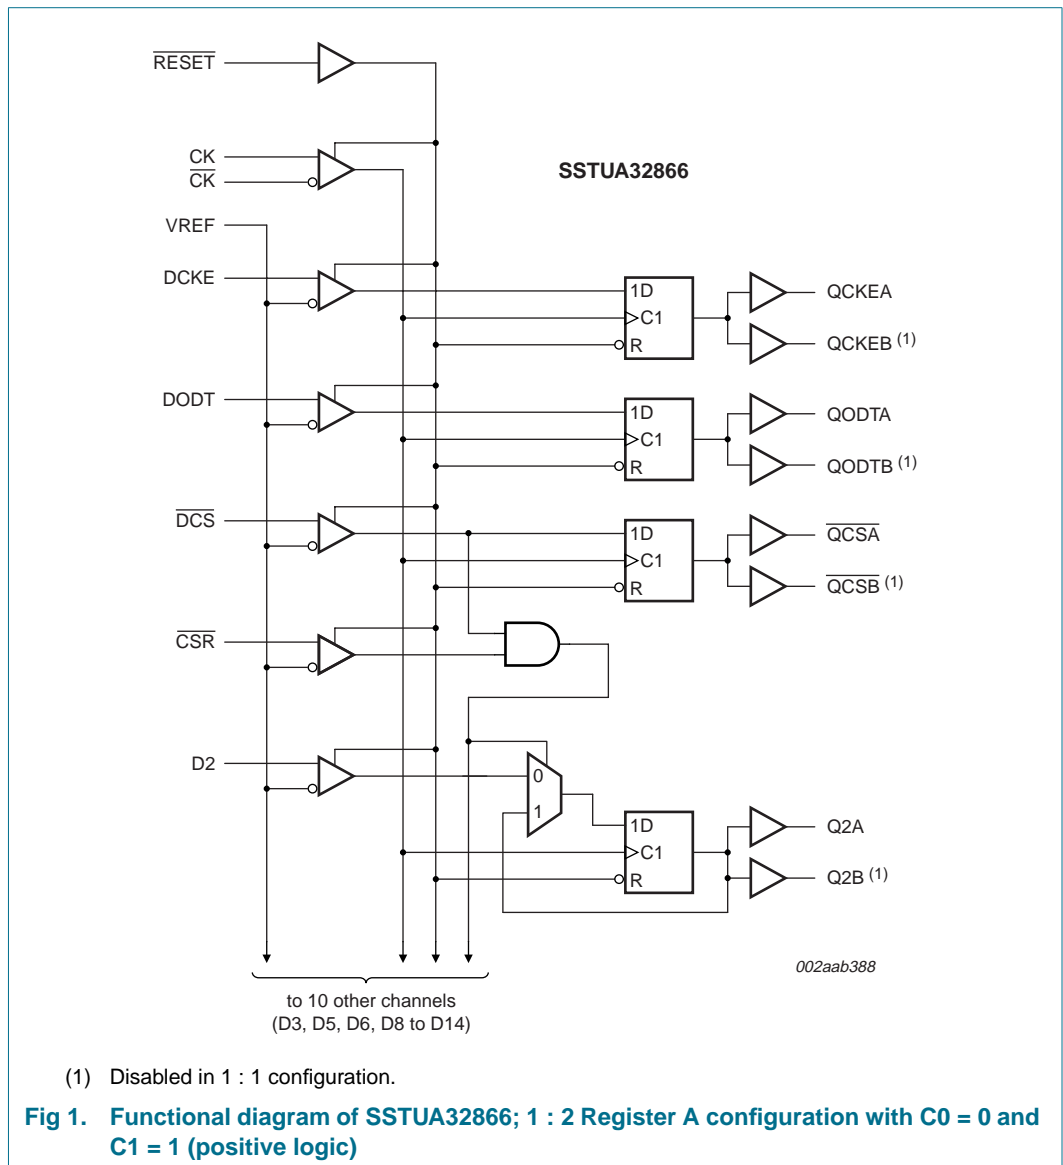 RESET
CK
CK
SSTUA32866
VREF
DCKE
1D
C1
R
QCKEA
QCKEB (1)
DODT
1D
C1
R
QODTA
QODTB (1)
DCS
1D
C1
R
QCSA
QCSB (1)
CSR
D2
0
1
1D
C1
R
Q2A
Q2B (1)
002aab388
to 10 other channels
(D3, D5, D6, D8 to D14)
(1) Disabled in 1 : 1 configuration.
Fig 1. Functional diagram of SSTUA32866; 1 : 2 Register A configuration with C0 = 0 and
C1 = 1 (positive logic)